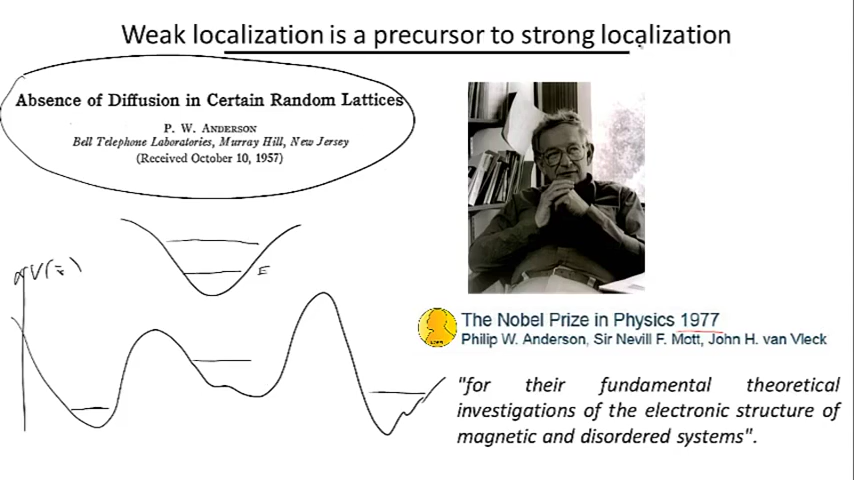 Weak localization is a precursor to strong localization
Absence of Diffusion in Certain Random Lattices
P. W. Anderson
Bell Telephone Laboratories, Murray Hill, New Jersey
(Received October 10, 1957)
E
The Nobel Prize in Physics 1977
Philip W. Anderson, Sir Nevill F. Mott, John H. van Vleck
"for their fundamental theoretical
investigations of the electronic structure of
magnetic and disordered systems".